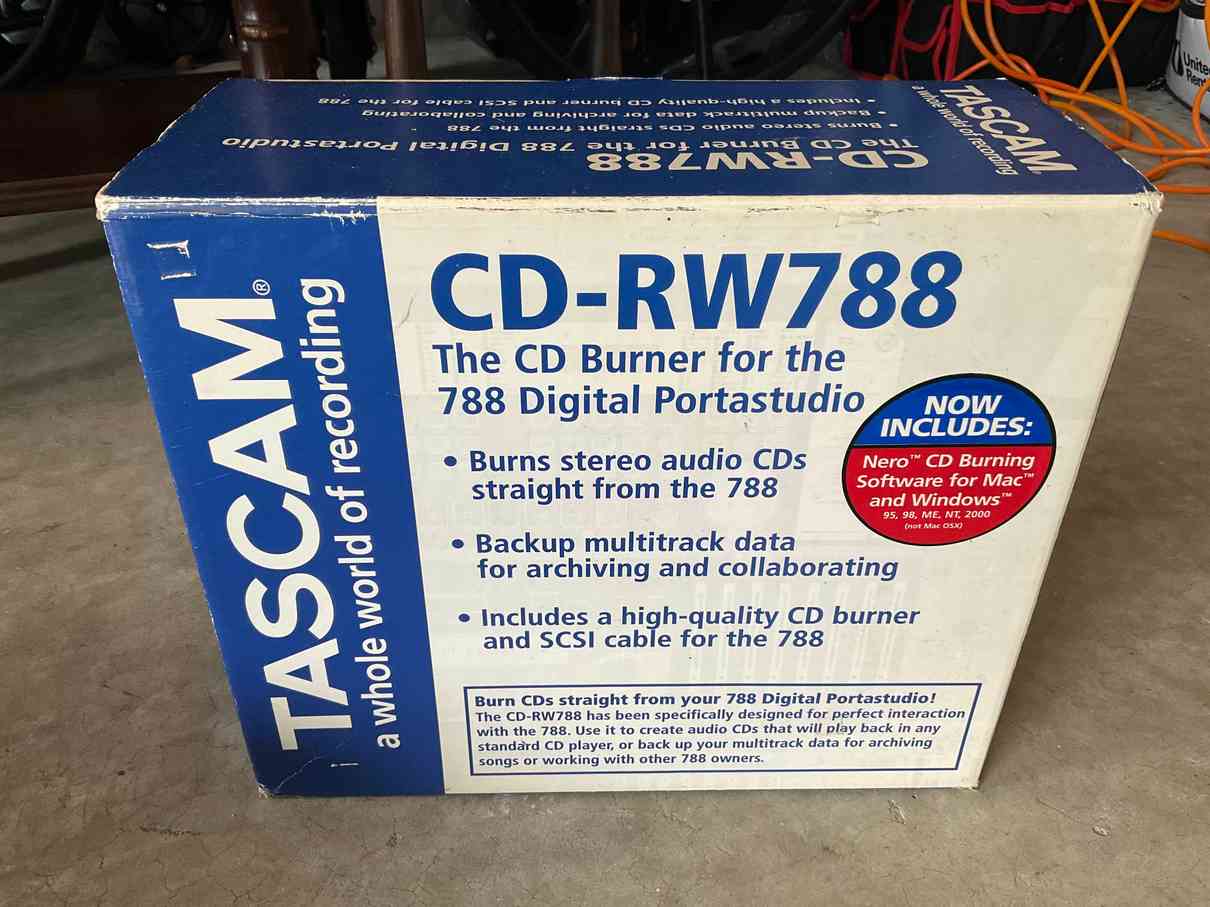 TASCAM®
a whole world of recording
CD-RW788
The CD Burner for the 788 Digital Portastudio
• Burns stereo audio CDs straight from the 788
• Backup multitrack data for archiving and collaborating
• Includes a high-quality CD burner and SCSI cable for the 788
TASCAM®
a whole world of recording
CD-RW788
The CD Burner for the
788 Digital Portastudio
• Burns stereo audio CDs
straight from the 788
• Backup multitrack data
for archiving and collaborating
• Includes a high-quality CD burner
and SCSI cable for the 788
NOW
INCLUDES:
Nero™ CD Burning
Software for Mac™
and Windows™
95, 98, ME, NT, 2000
(not Mac OSX)
Burn CDs straight from your 788 Digital Portastudio!
The CD-RW788 has been specifically designed for perfect interaction
with the 788. Use it to create audio CDs that will play back in any
standard CD player, or back up your multitrack data for archiving
songs or working with other 788 owners.
United